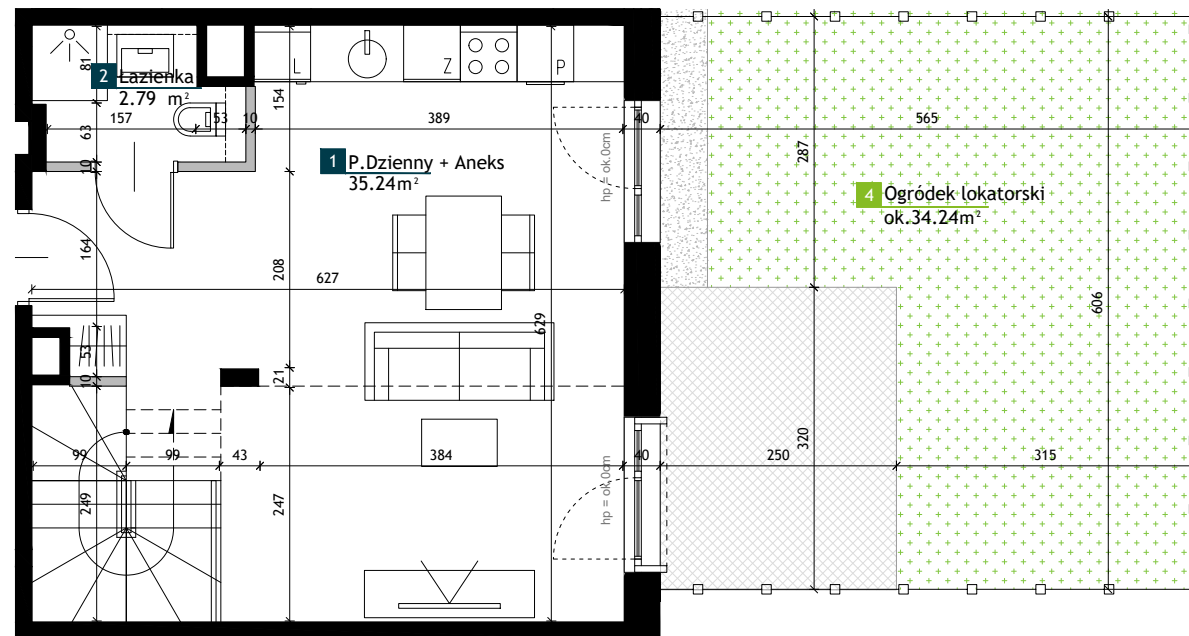 2 Łazienka
2.79 m²
1 P.Dzienny + Aneks
35.24m²
4 Ogródek lokatorski
ok.34.24m²
L
Z
P
81
157
53
10
154
389
40
565
63
10
287
hp = ok.0cm
164
208
627
629
606
53
10
21
99
99
43
384
40
250
315
320
249
247
hp = ok.0cm